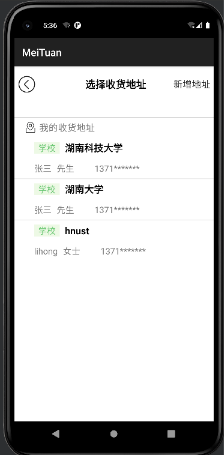 5:36
MeiTuan
选择收货地址 新增地址
我的收货地址
学校 湖南科技大学
张三 先生 1371*******
学校 湖南大学
张三 先生 1371*******
学校 hnust
lihong 女士 1371*******